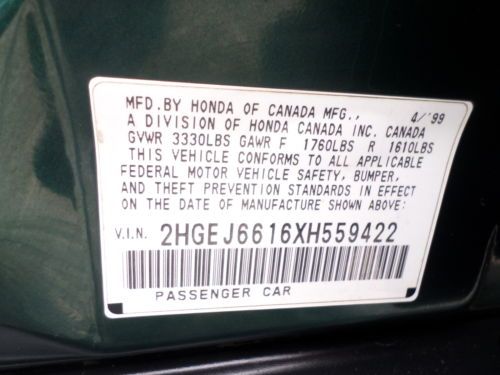 MFD.BY HONDA OF CANADA MFG., 4/'99
A DIVISION OF HONDA CANADA INC. CANADA
GVWR 3330LBS GAWR F 1760LBS R 1610LBS
THIS VEHICLE CONFORMS TO ALL APPLICABLE
FEDERAL MOTOR VEHICLE SAFETY, BUMPER,
AND THEFT PREVENTION STANDARDS IN EFFECT
ON THE DATE OF MANUFACTURE SHOWN ABOVE:
V.I.N. 2HGEJ6616XH559422
PASSENGER CAR